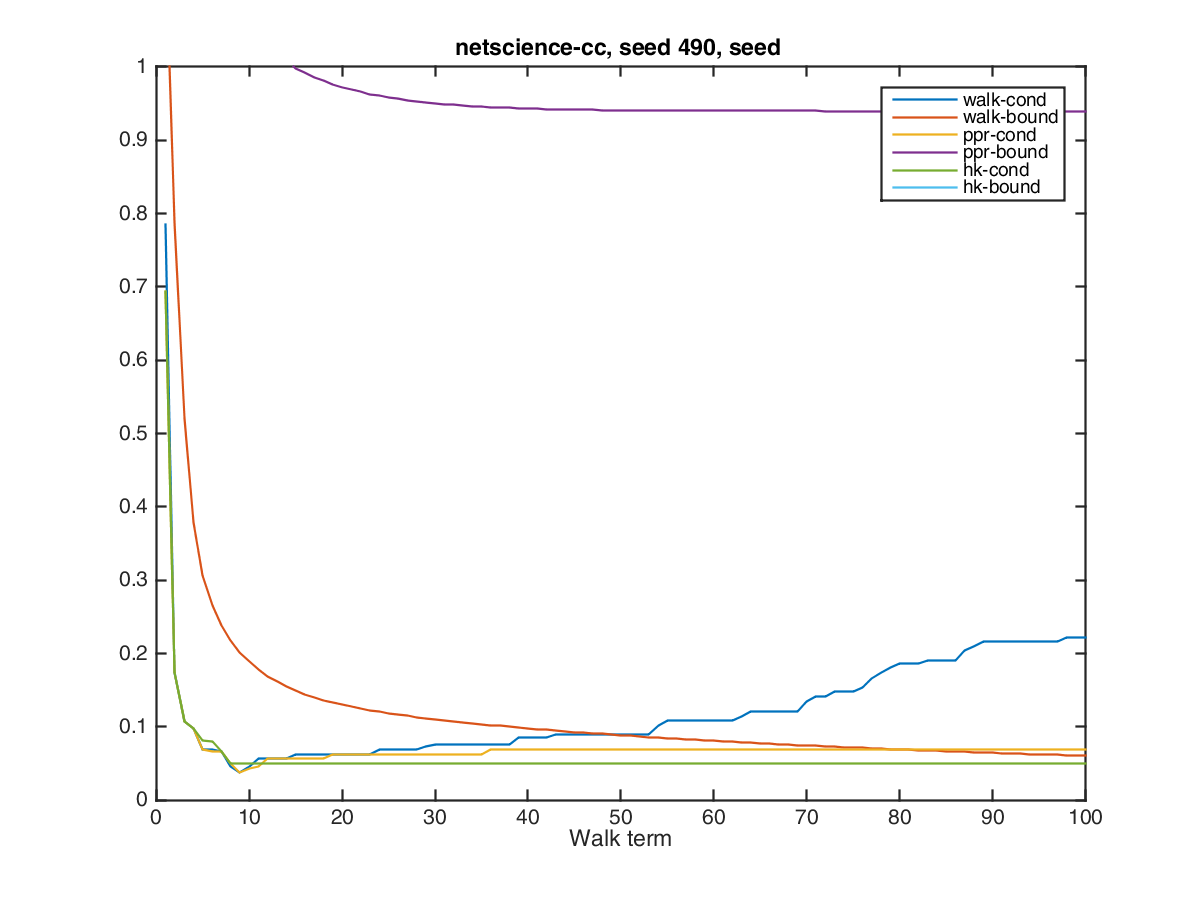 netscience-cc, seed 490, seed
1
0.9
0.8
0.7
0.6
0.5
0.4
0.3
0.2
0.1
0
walk-cond
walk-bound
ppr-cond
ppr-bound
hk-cond
hk-bound
0 10 20 30 40 50 60 70 80 90 100
Walk term